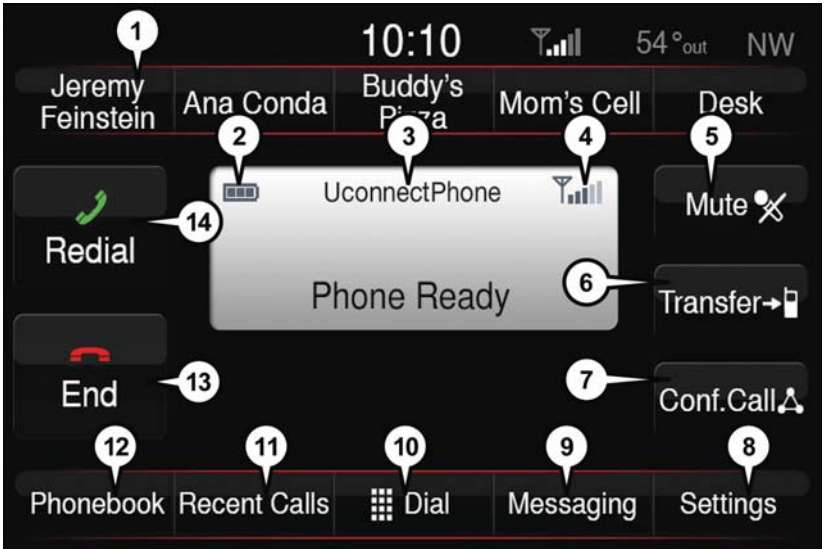 1
10:10
54°out NW
Jeremy Feinstein
Ana Conda
Buddy's Pizza
Mom's Cell
Desk
2
3
4
5
UconnectPhone
Mute
14
Redial
6
Phone Ready
Transfer
13
End
7
Conf.Call
12
11
10
9
8
Phonebook
Recent Calls
Dial
Messaging
Settings